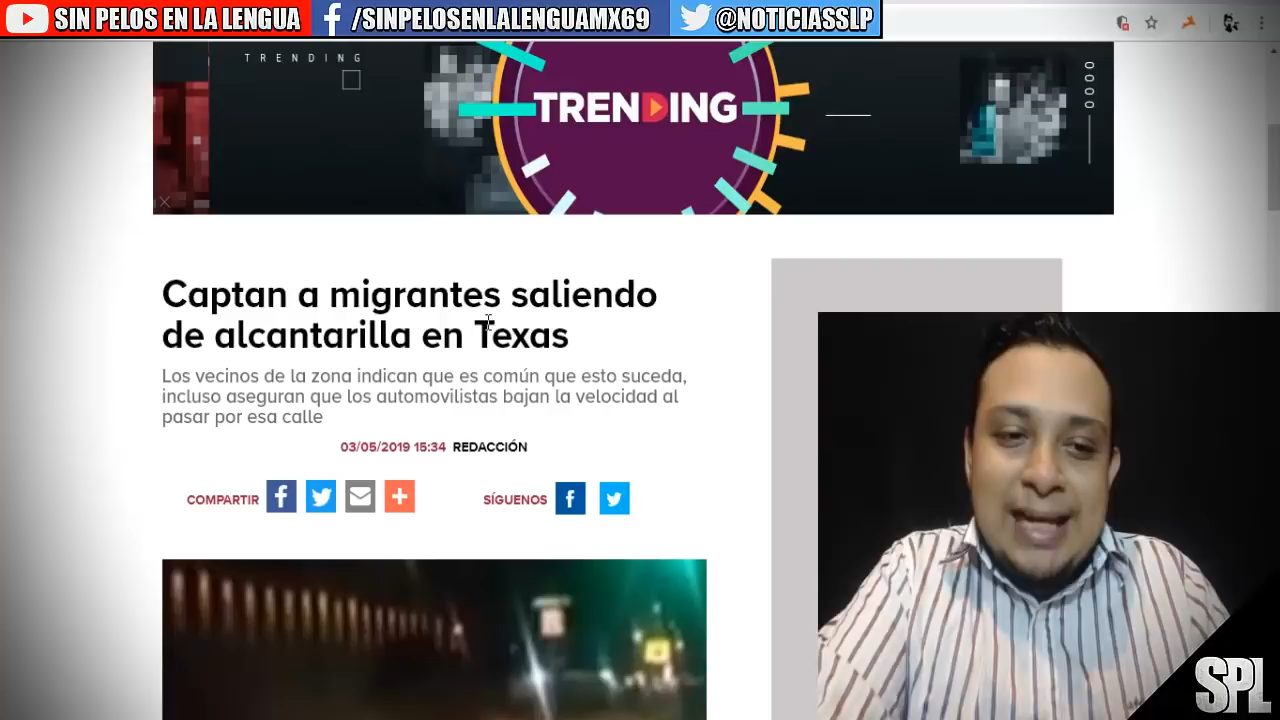 SIN PELOS EN LA LENGUA
/SINPELOSENLALENGUAMX69
@NOTICIASSLP
TRENDING
TRENDING
Captan a migrantes saliendo
de alcantarilla en Texas
Los vecinos de la zona indican que es común que esto suceda,
incluso aseguran que los automovilistas bajan la velocidad al
pasar por esa calle
03/05/2019 15:34 REDACCIÓN
COMPARTIR
SÍGUENOS
SPL